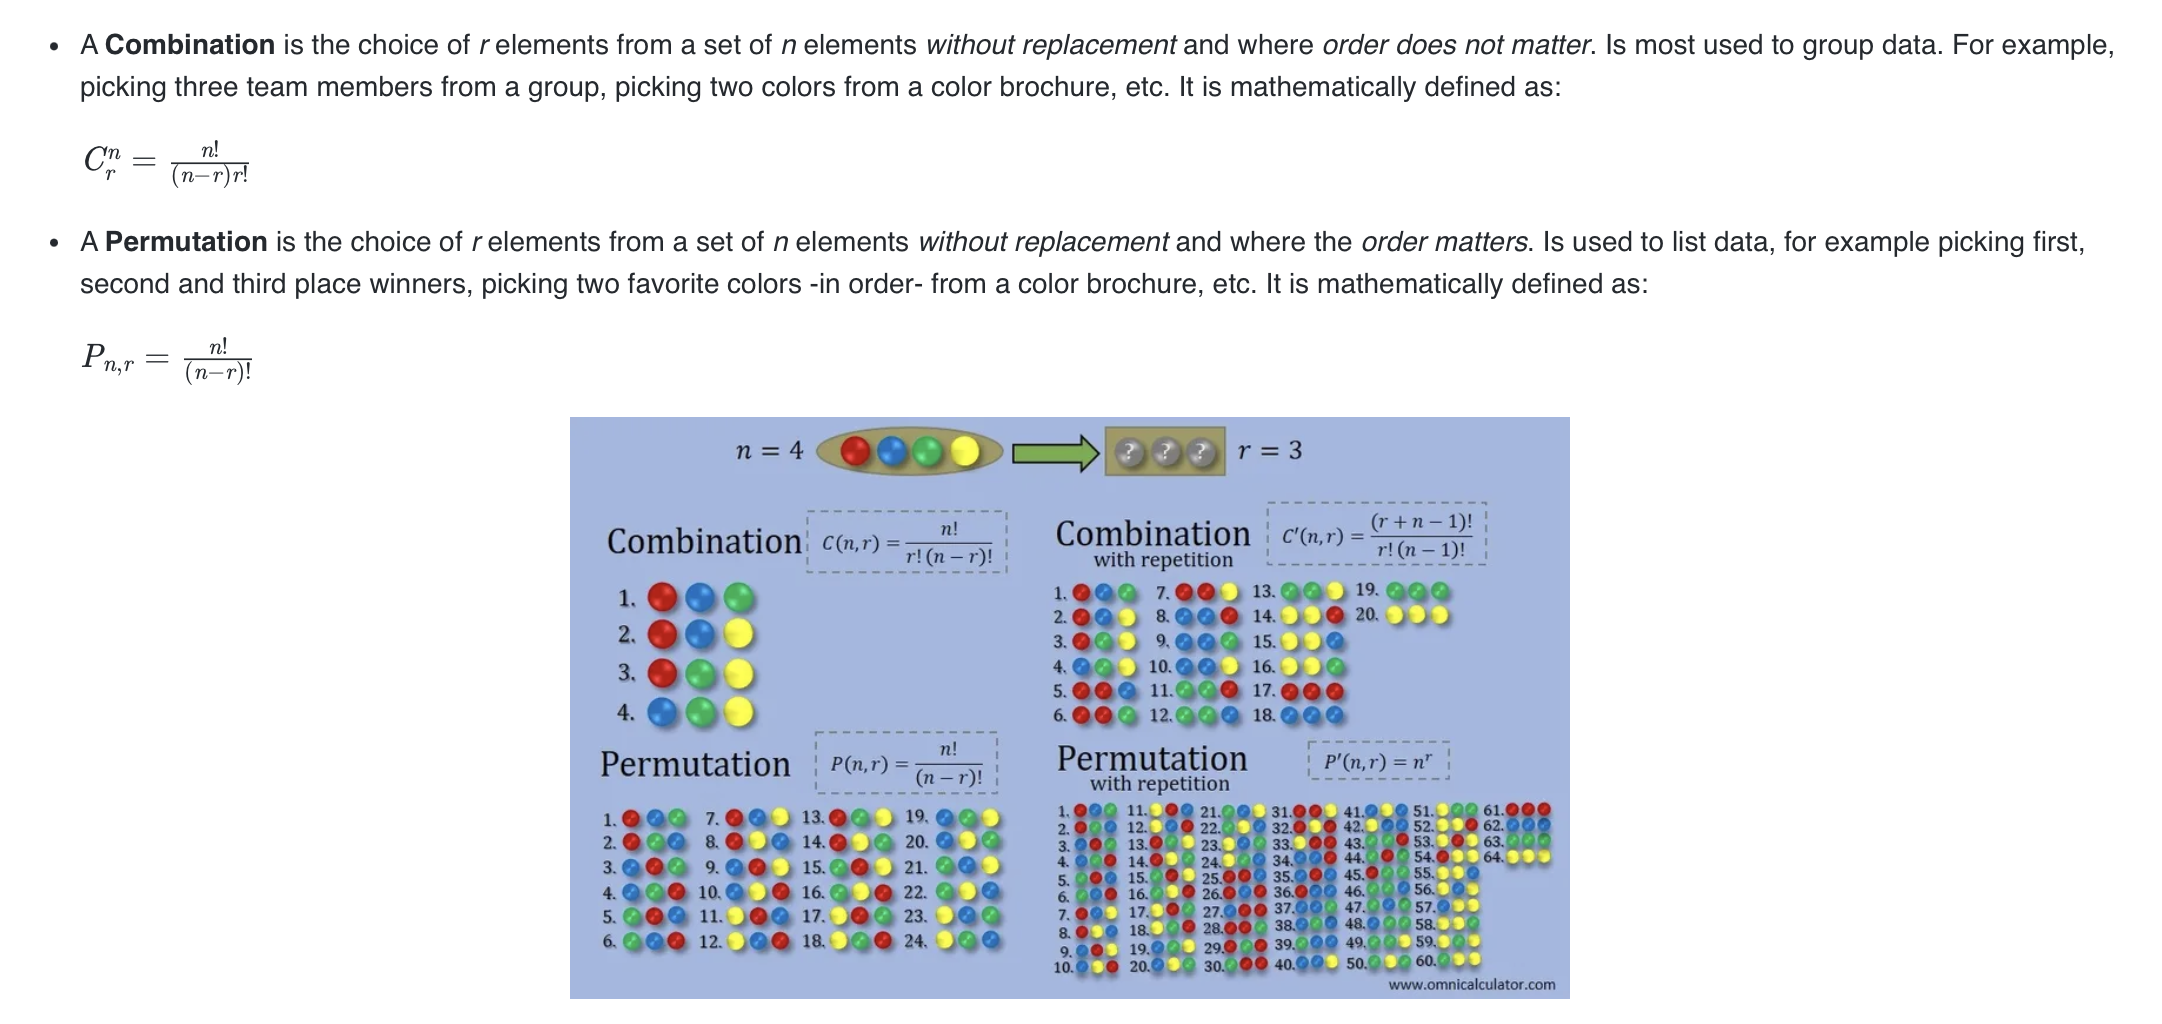 • A Combination is the choice of r elements from a set of n elements without replacement and where order does not matter. Is most used to group data. For example,
picking three team members from a group, picking two colors from a color brochure, etc. It is mathematically defined as:
C^n_r = n!/(n−r)r!
• A Permutation is the choice of r elements from a set of n elements without replacement and where the order matters. Is used to list data, for example picking first,
second and third place winners, picking two favorite colors -in order- from a color brochure, etc. It is mathematically defined as:
P_n,r = n!/(n−r)!
n = 4 ? ? ? r = 3
Combination C(n,r) = n!/r!(n − r)!
1.
2.
3.
4.
Combination
with repetition
C'(n,r) = (r + n − 1)!/r!(n − 1)!
1. 7. 13. 19.
2. 8. 14. 20.
3. 9. 15.
4. 10. 16.
5. 11. 17.
6. 12. 18.
Permutation P(n,r) = n!/(n − r)!
1. 7. 13. 19.
2. 8. 14. 20.
3. 9. 15. 21.
4. 10. 16. 22.
5. 11. 17. 23.
6. 12. 18. 24.
Permutation
with repetition
P'(n,r) = n^r
1. 11. 21. 31. 41. 51. 61.
2. 12. 22. 32. 42. 52. 62.
3. 13. 23. 33. 43. 53. 63.
4. 14. 24. 34. 44. 54. 64.
5. 15. 25. 35. 45. 55.
6. 16. 26. 36. 46. 56.
7. 17. 27. 37. 47. 57.
8. 18. 28. 38. 48. 58.
9. 19. 29. 39. 49. 59.
10. 20. 30. 40. 50. 60.
www.omnicalculator.com